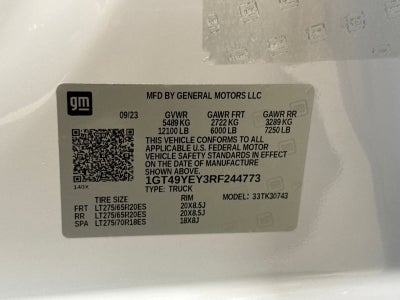 gm
MFD BY GENERAL MOTORS LLC
09/23 GVWR GAWR FRT GAWR RR
5489 KG 2722 KG 3289 KG
12100 LB 6000 LB 7250 LB
THIS VEHICLE CONFORMS TO ALL
APPLICABLE U.S. FEDERAL MOTOR
VEHICLE SAFETY STANDARDS IN EFFECT
ON THE DATE OF MANUFACTURE
SHOWN ABOVE.
1GT49YEY3RF244773
TYPE: TRUCK
140X
MODEL: 33TK30743
TIRE SIZE RIM
FRT LT275/65R20ES 20X8.5J
RR LT275/65R20ES 20X8.5J
SPA LT275/70R18ES 18X8J